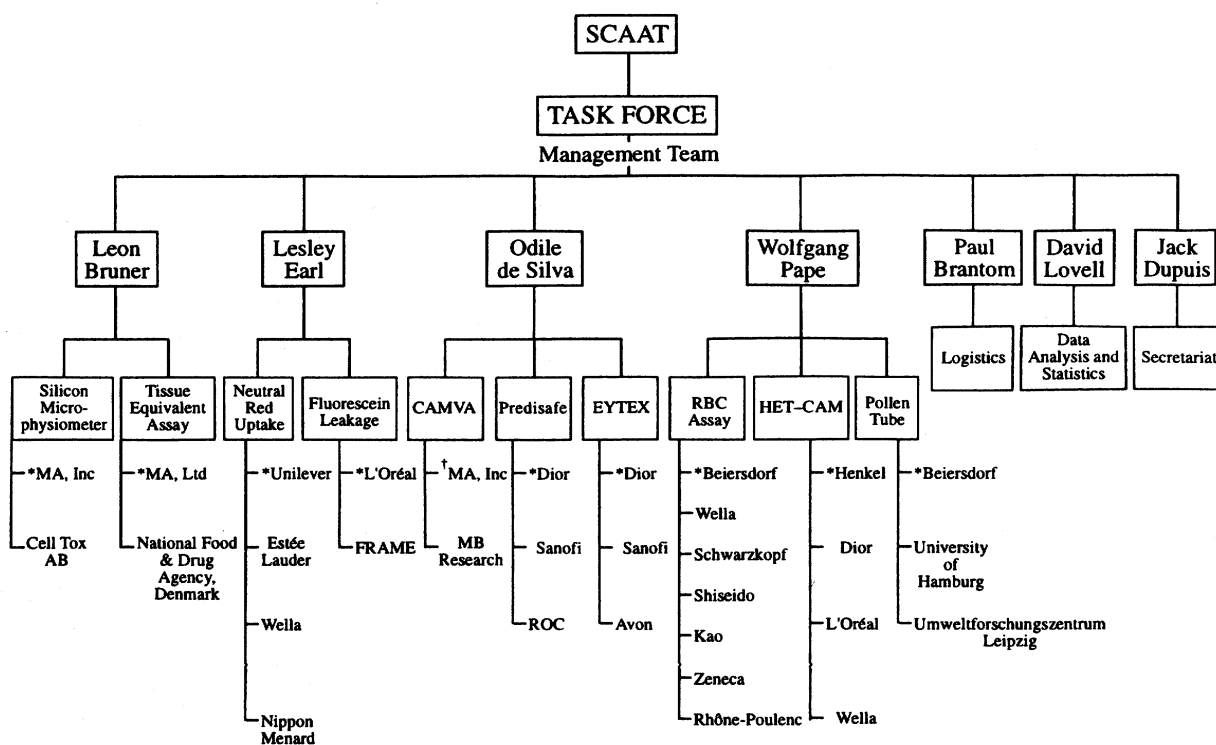 SCAAT
TASK FORCE
Management Team
Leon
Bruner
Lesley
Earl
Odile
de Silva
Wolfgang
Pape
Paul
Brantom
David
Lovell
Jack
Dupuis
Logistics
Data
Analysis and
Statistics
Secretariat
Silicon
Micro-
physiometer
Tissue
Equivalent
Assay
Neutral
Red
Uptake
Fluorescein
Leakage
CAMVA
Predisafe
EYTEX
RBC
Assay
HET–CAM
Pollen
Tube
*MA, Inc
Cell Tox
AB
*MA, Ltd
National Food
& Drug
Agency,
Denmark
*Unilever
Estée
Lauder
Wella
Nippon
Menard
*L'Oréal
FRAME
†MA, Inc
MB
Research
*Dior
Sanofi
ROC
*Dior
Sanofi
Avon
*Beiersdorf
Wella
Schwarzkopf
Shiseido
Kao
Zeneca
Rhône-Poulenc
*Henkel
Dior
L'Oréal
Wella
*Beiersdorf
University
of
Hamburg
Umweltforschungszentrum
Leipzig